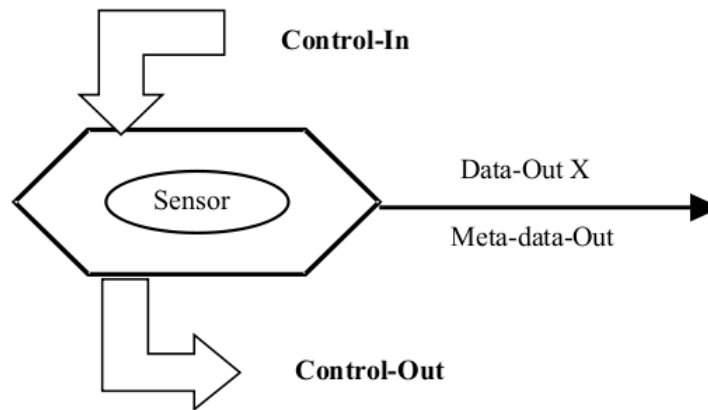 Control-In
Data-Out X
Sensor
Meta-data-Out
Control-Out